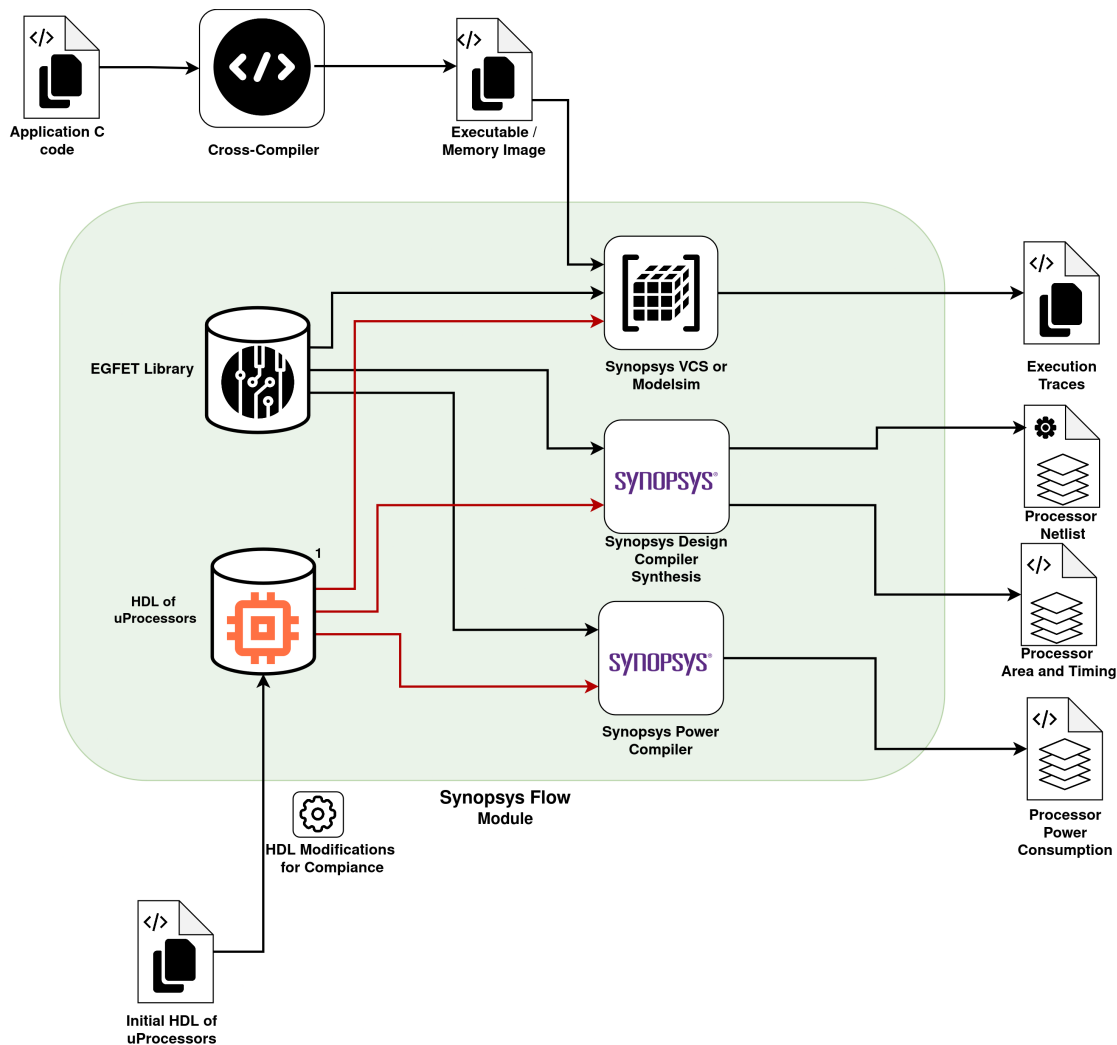 </>
</>
</>
Application C
code
Cross-Compiler
Executable /
Memory Image
</>
Execution
Traces
EGFET Library
Synopsys VCS or
Modelsim
SYNOPSYS®
Synopsys Design
Compiler
Synthesis
Processor
Netlist
</>
Processor
Area and Timing
1
HDL of
uProcessors
SYNOPSYS®
Synopsys Power
Compiler
</>
Processor
Power
Consumption
Synopsys Flow
Module
HDL Modifications
for Compiance
</>
Initial HDL of
uProcessors